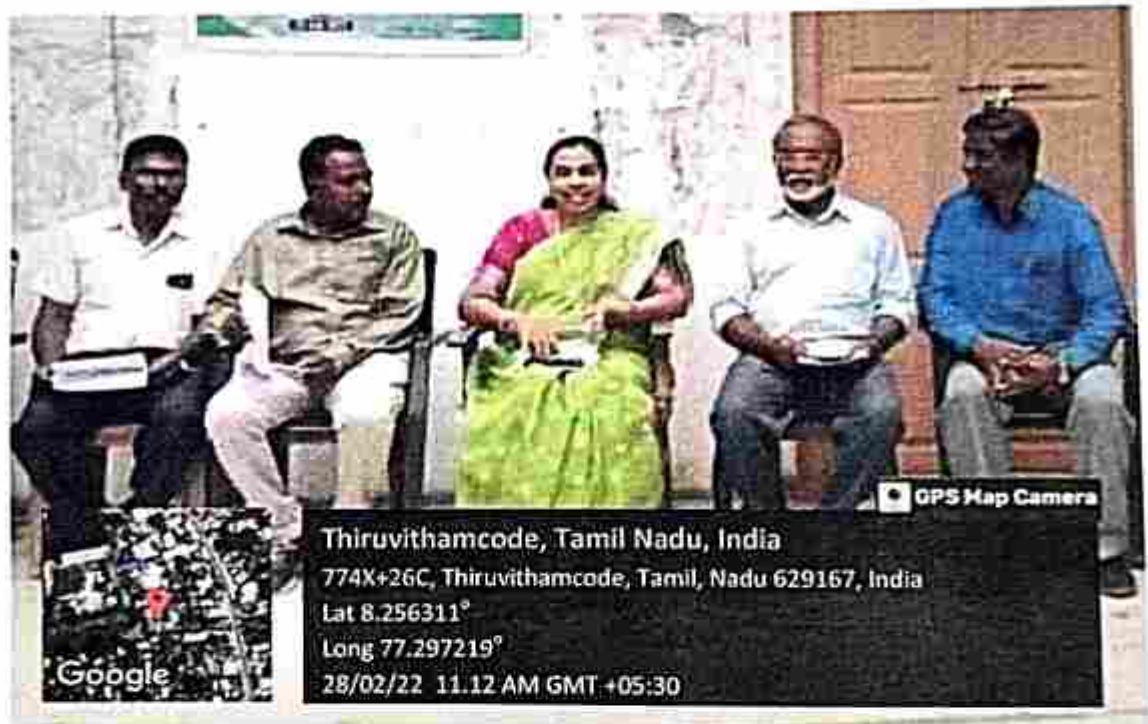 GPS Map Camera
Thiruvithamcode, Tamil Nadu, India
774X+26C, Thiruvithamcode, Tamil, Nadu 629167, India
Lat 8.256311°
Long 77.297219°
28/02/22 11.12 AM GMT +05:30
Google